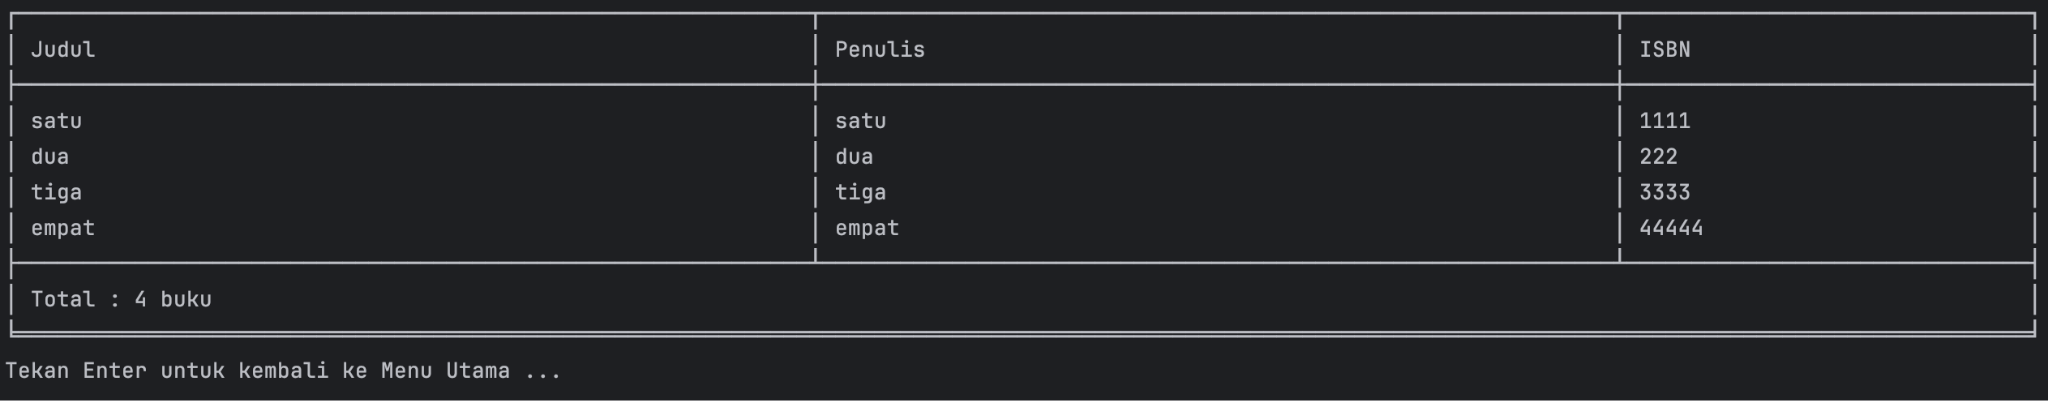 Judul Penulis ISBN
satu satu 1111
dua dua 222
tiga tiga 3333
empat empat 44444
Total : 4 buku
Tekan Enter untuk kembali ke Menu Utama ...